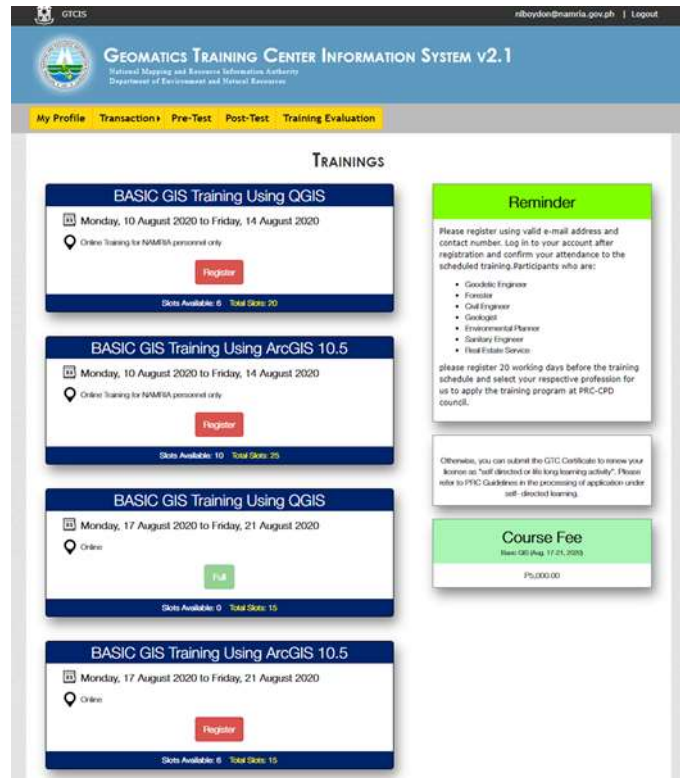 GTCIS
nlboydon@namria.gov.ph | Logout
Geomatics Training Center Information System v2.1
National Mapping and Resource Information Authority
Department of Environment and Natural Resources
My Profile Transaction Pre-Test Post-Test Training Evaluation
Trainings
BASIC GIS Training Using QGIS
Monday, 10 August 2020 to Friday, 14 August 2020
Online Training for NAMRIA personnel only
Register
Slots Available: 6 Total Slots: 20
BASIC GIS Training Using ArcGIS 10.5
Monday, 10 August 2020 to Friday, 14 August 2020
Online Training for NAMRIA personnel only
Register
Slots Available: 10 Total Slots: 25
BASIC GIS Training Using QGIS
Monday, 17 August 2020 to Friday, 21 August 2020
Online
Full
Slots Available: 0 Total Slots: 15
BASIC GIS Training Using ArcGIS 10.5
Monday, 17 August 2020 to Friday, 21 August 2020
Online
Register
Slots Available: 6 Total Slots: 15
Reminder
Please register using valid e-mail address and
contact number. Log in to your account after
registration and confirm your attendance to the
scheduled training.Participants who are:
Geodetic Engineer
Forester
Civil Engineer
Geologist
Environmental Planner
Sanitary Engineer
Real Estate Service
please register 20 working days before the training
schedule and select your respective profession for
us to apply the training program at PRC-CPD
council.
Otherwise, you can submit the GTC Certificate to renew your
license as "self directed or life long learning activity". Please
refer to PRC Guidelines in the processing of application under
self- directed learning.
Course Fee
Basic GIS (Aug. 17-21, 2020)
P5,000.00